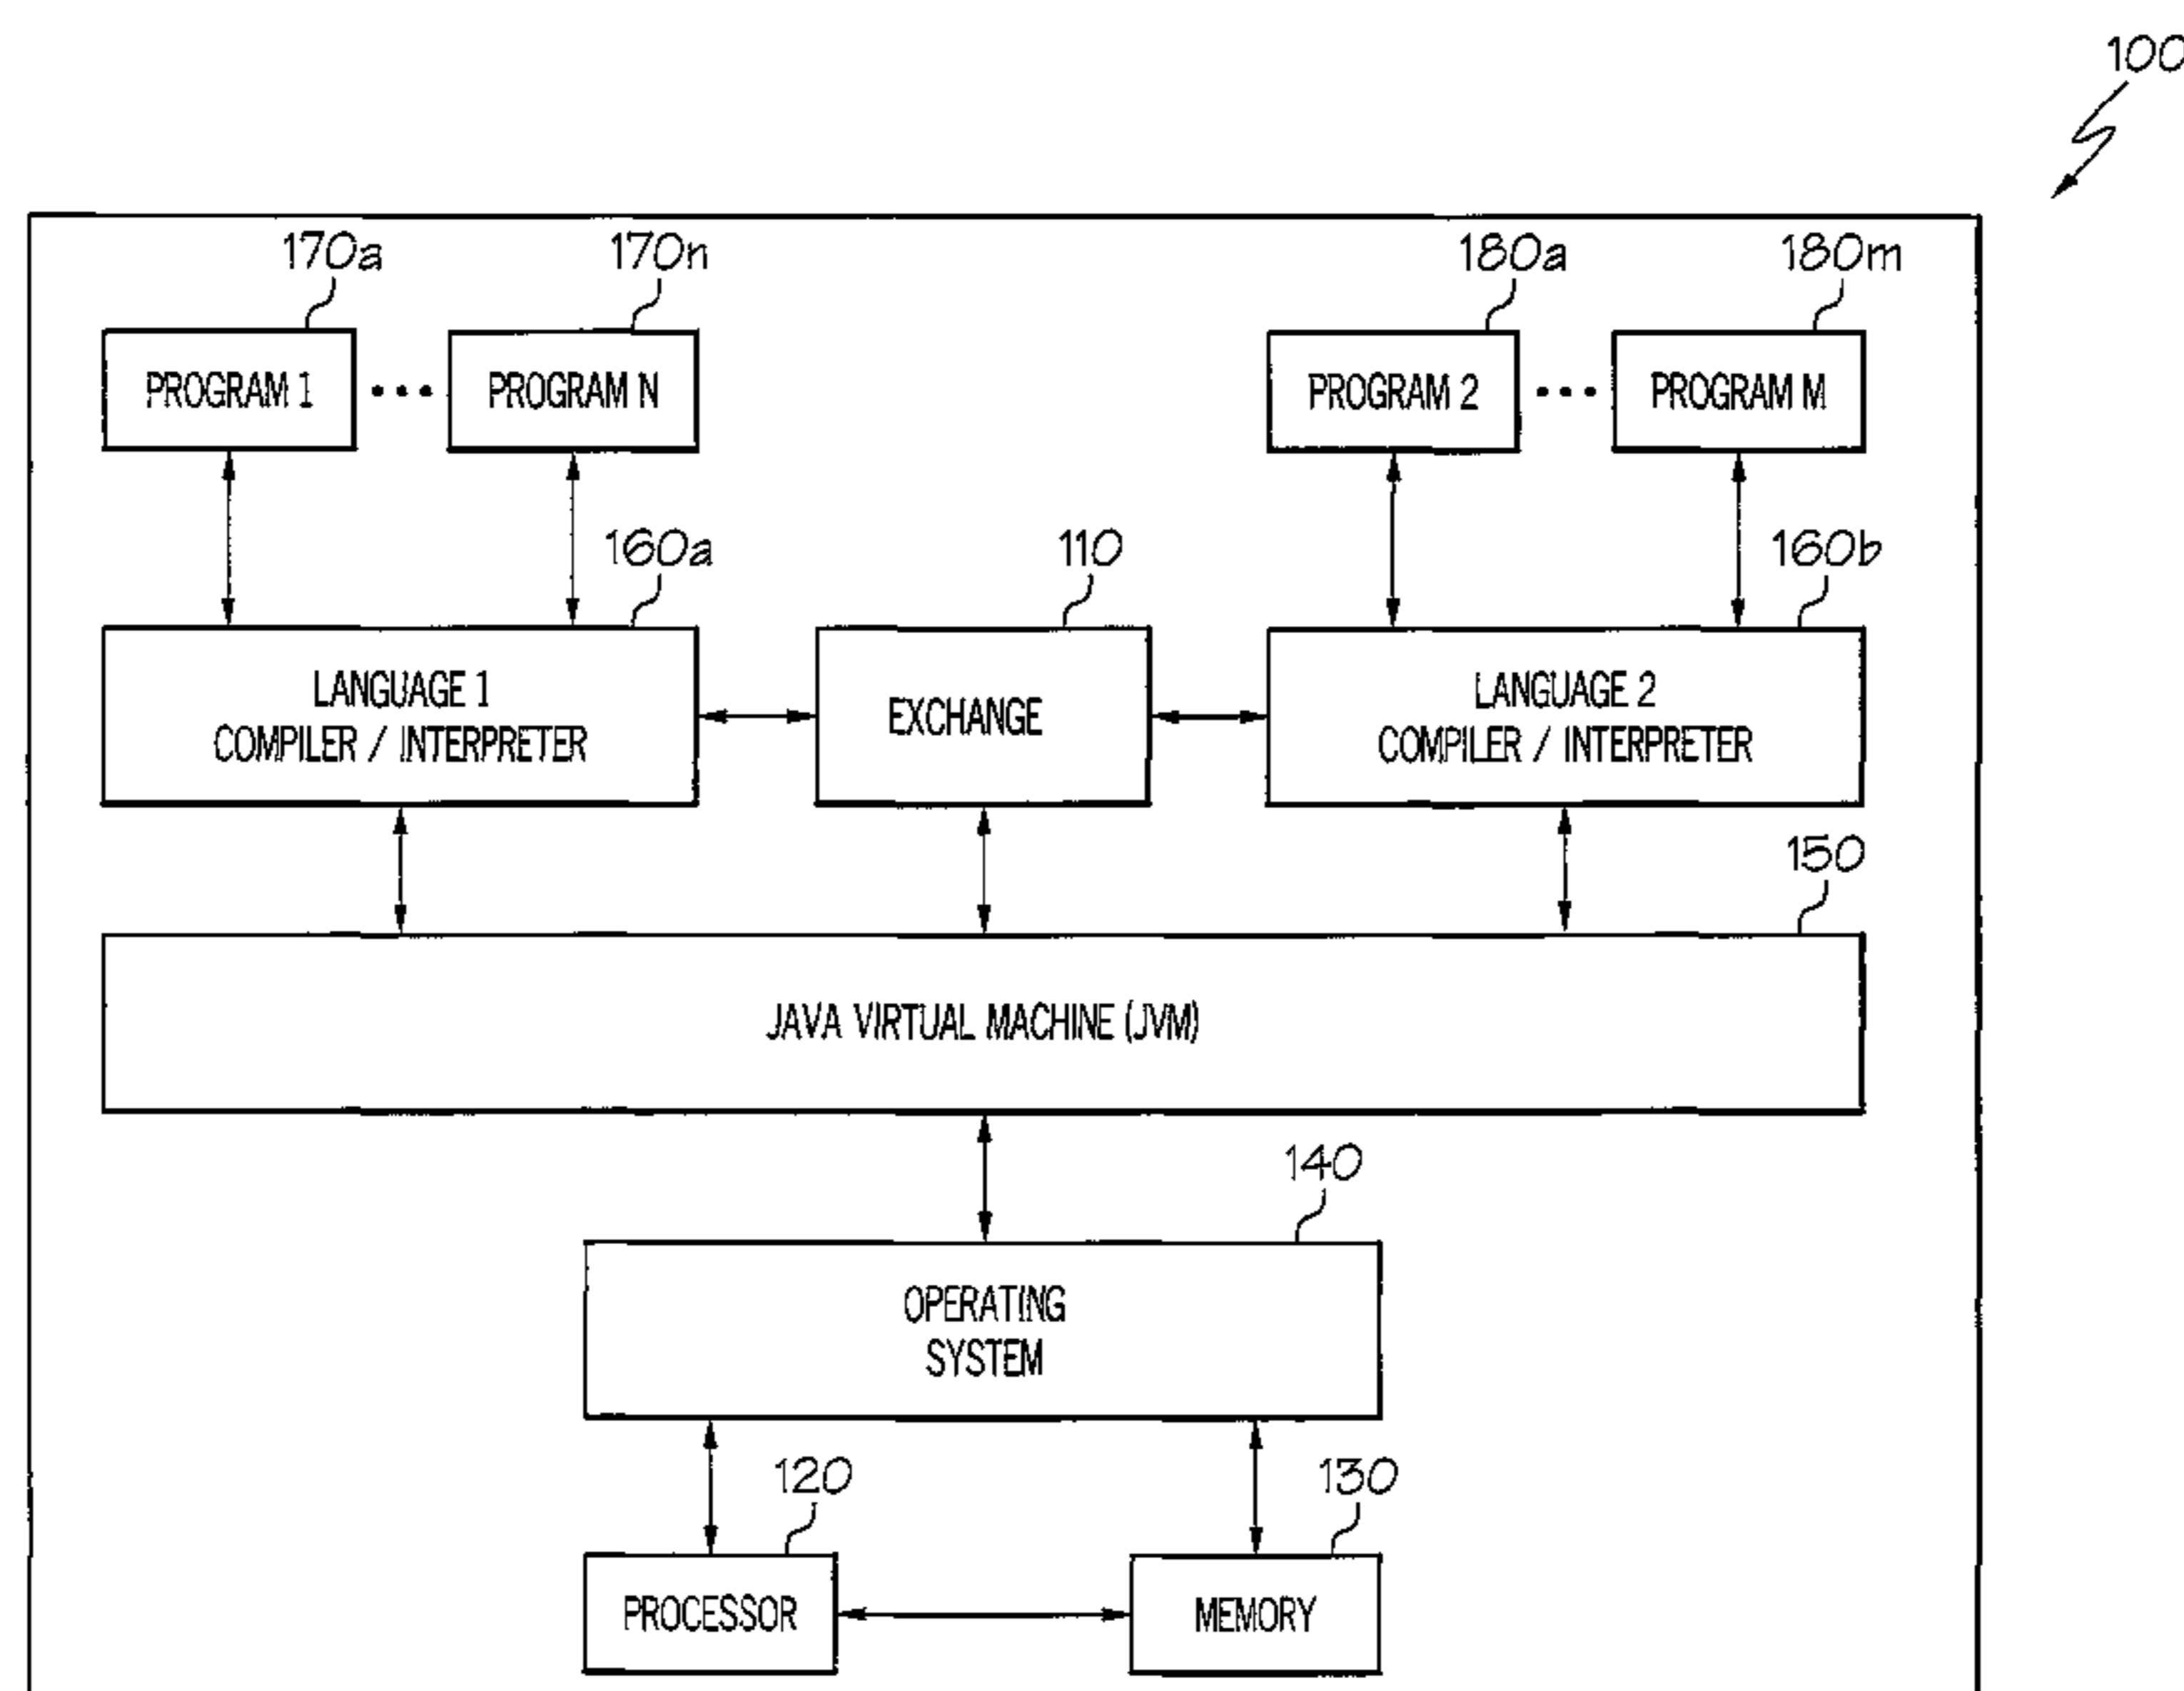 100
170a
170n
180a
180m
PROGRAM 1
PROGRAM N
PROGRAM 2
PROGRAM M
160a
110
160b
LANGUAGE 1
COMPILER / INTERPRETER
EXCHANGE
LANGUAGE 2
COMPILER / INTERPRETER
150
JAVA VIRTUAL MACHINE (JVM)
140
OPERATING
SYSTEM
120
130
PROCESSOR
MEMORY